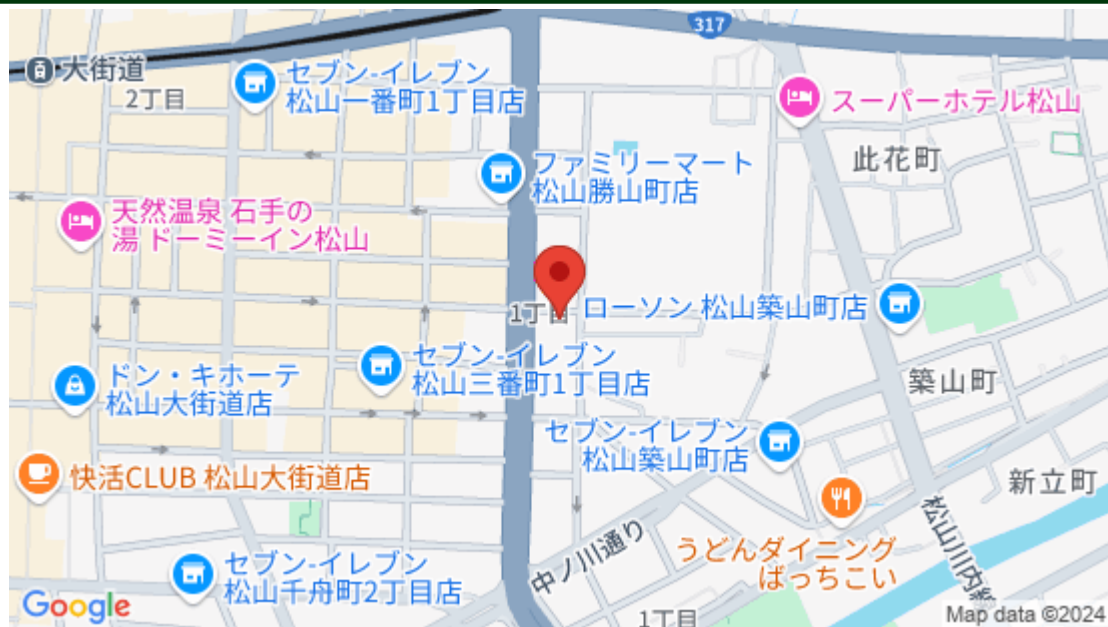 317
大街道
2丁目
セブン-イレブン
松山一番町1丁目店
スーパーホテル松山
ファミリーマート
松山勝山町店
此花町
天然温泉 石手の
湯 ドーミーイン松山
1丁目
ローソン 松山築山町店
セブン-イレブン
松山三番町1丁目店
ドン・キホーテ
松山大街道店
築山町
セブン-イレブン
松山築山町店
快活CLUB 松山大街道店
新立町
中ノ川通り
うどんダイニング
ばっちこい
松山川内線
セブン-イレブン
松山千舟町2丁目店
1丁目
Google
Map data ©2024